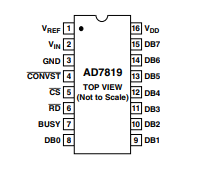 VREF 1 16 VDD
VIN 2 15 DB7
GND 3 14 DB6
CONVST 4 AD7819 13 DB5
CS 5 TOP VIEW 12 DB4
(Not to Scale)
RD 6 11 DB3
BUSY 7 10 DB2
DB0 8 9 DB1